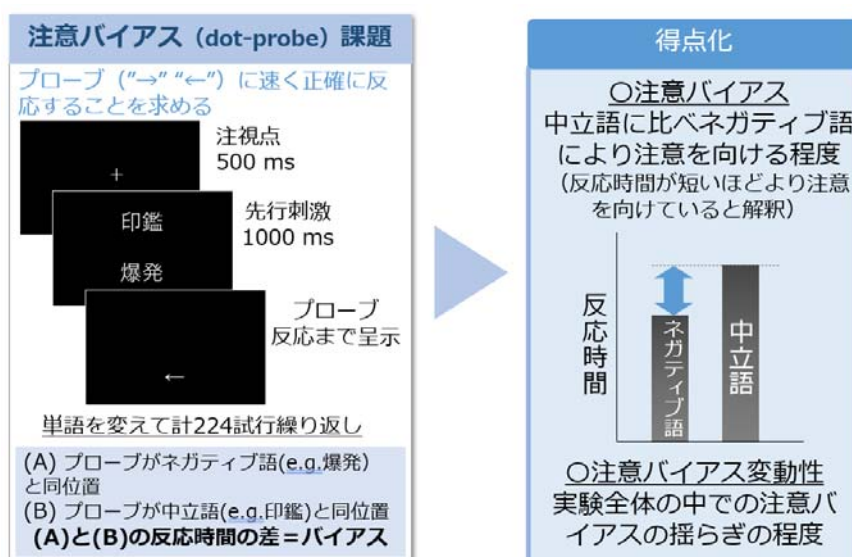 注意バイアス（dot-probe）課題
プローブ（”→” “←”）に速く正確に反
応することを求める
+
注視点
500 ms
印鑑
爆発
先行刺激
1000 ms
←
プローブ
反応まで呈示
単語を変えて計224試行繰り返し
(A) プローブがネガティブ語(e.g.爆発)
と同位置
(B) プローブが中立語(e.g.印鑑)と同位置
(A)と(B)の反応時間の差＝バイアス
得点化
〇注意バイアス
中立語に比べネガティブ語
により注意を向ける程度
（反応時間が短いほどより注意
を向けていると解釈）
反応時間
ネガティブ語
中立語
〇注意バイアス変動性
実験全体の中での注意バ
イアスの揺らぎの程度